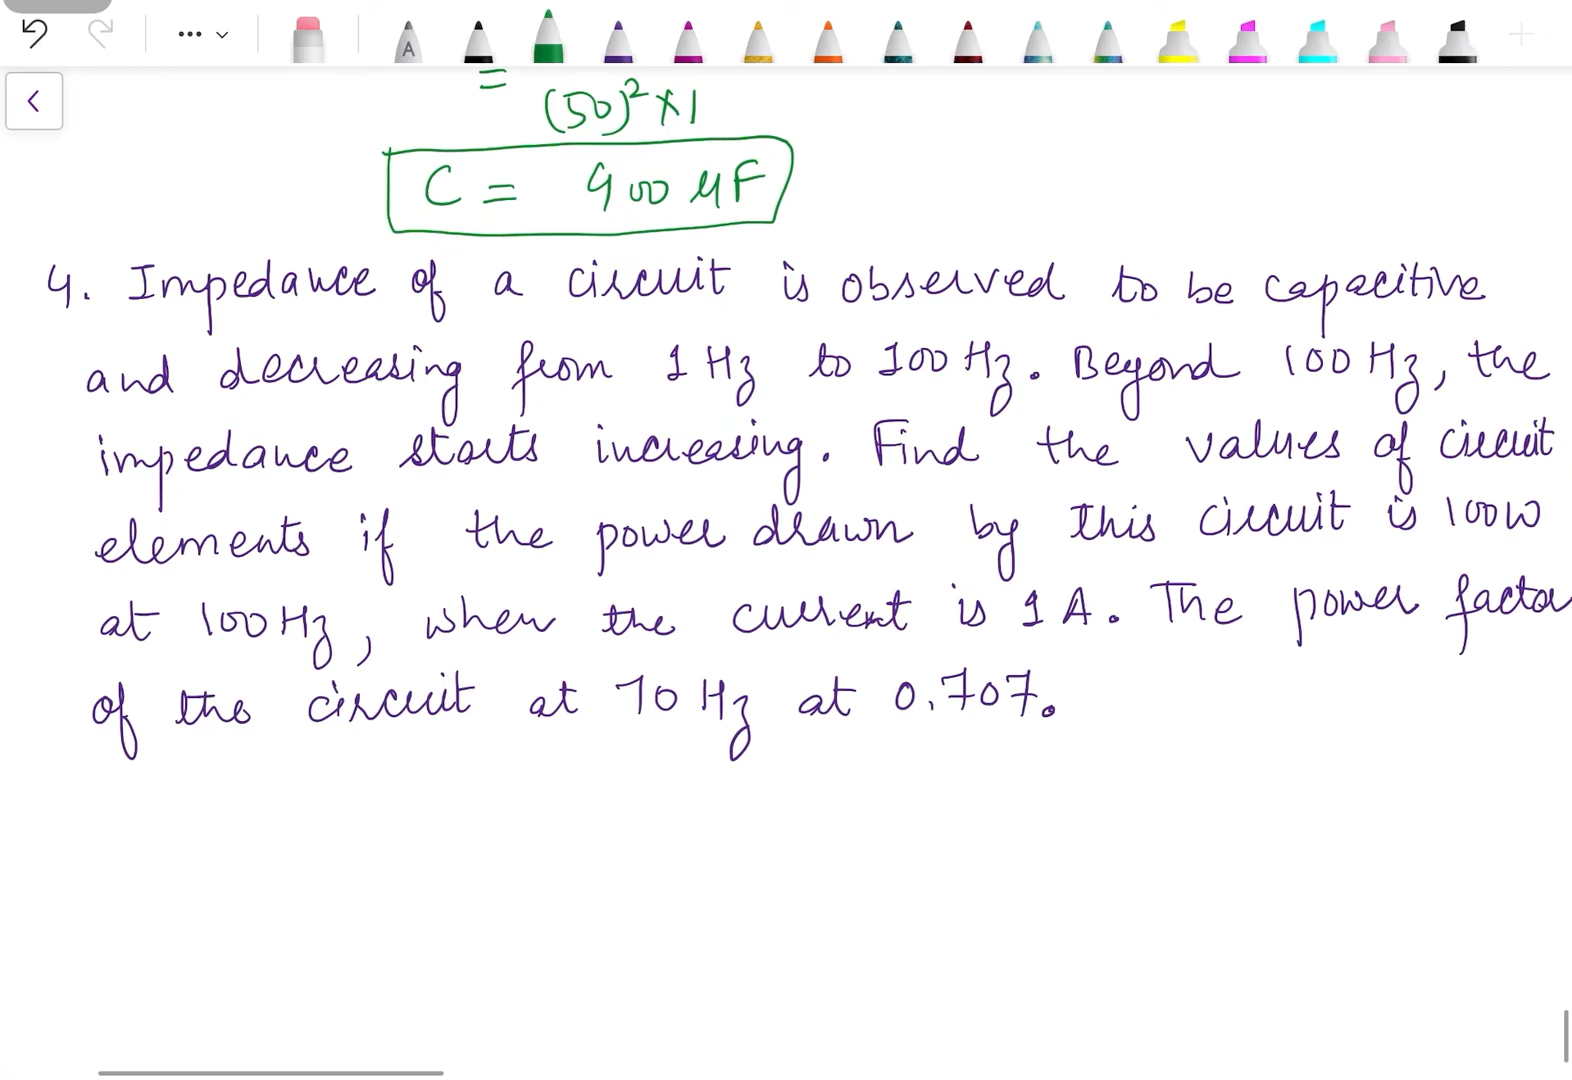 A
=
(50)² × 1
C = 400 μF
4. Impedance of a circuit is observed to be capacitive
and decreasing from 1 Hz to 100 Hz. Beyond 100 Hz, the
impedance starts increasing. Find the values of circuit
elements if the power drawn by this circuit is 100W
at 100 Hz, when the current is 1 A. The power factor
of the circuit at 70 Hz at 0.707.